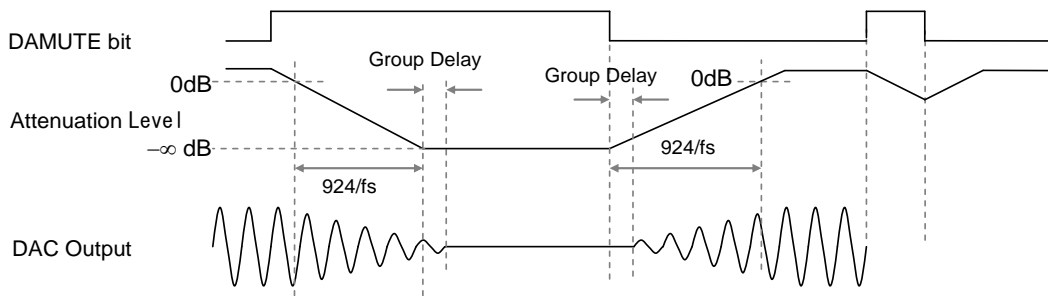 DAMUTE bit
Group Delay
Group Delay
0dB
0dB
Attenuation Level
−∞ dB
924/fs
924/fs
DAC Output